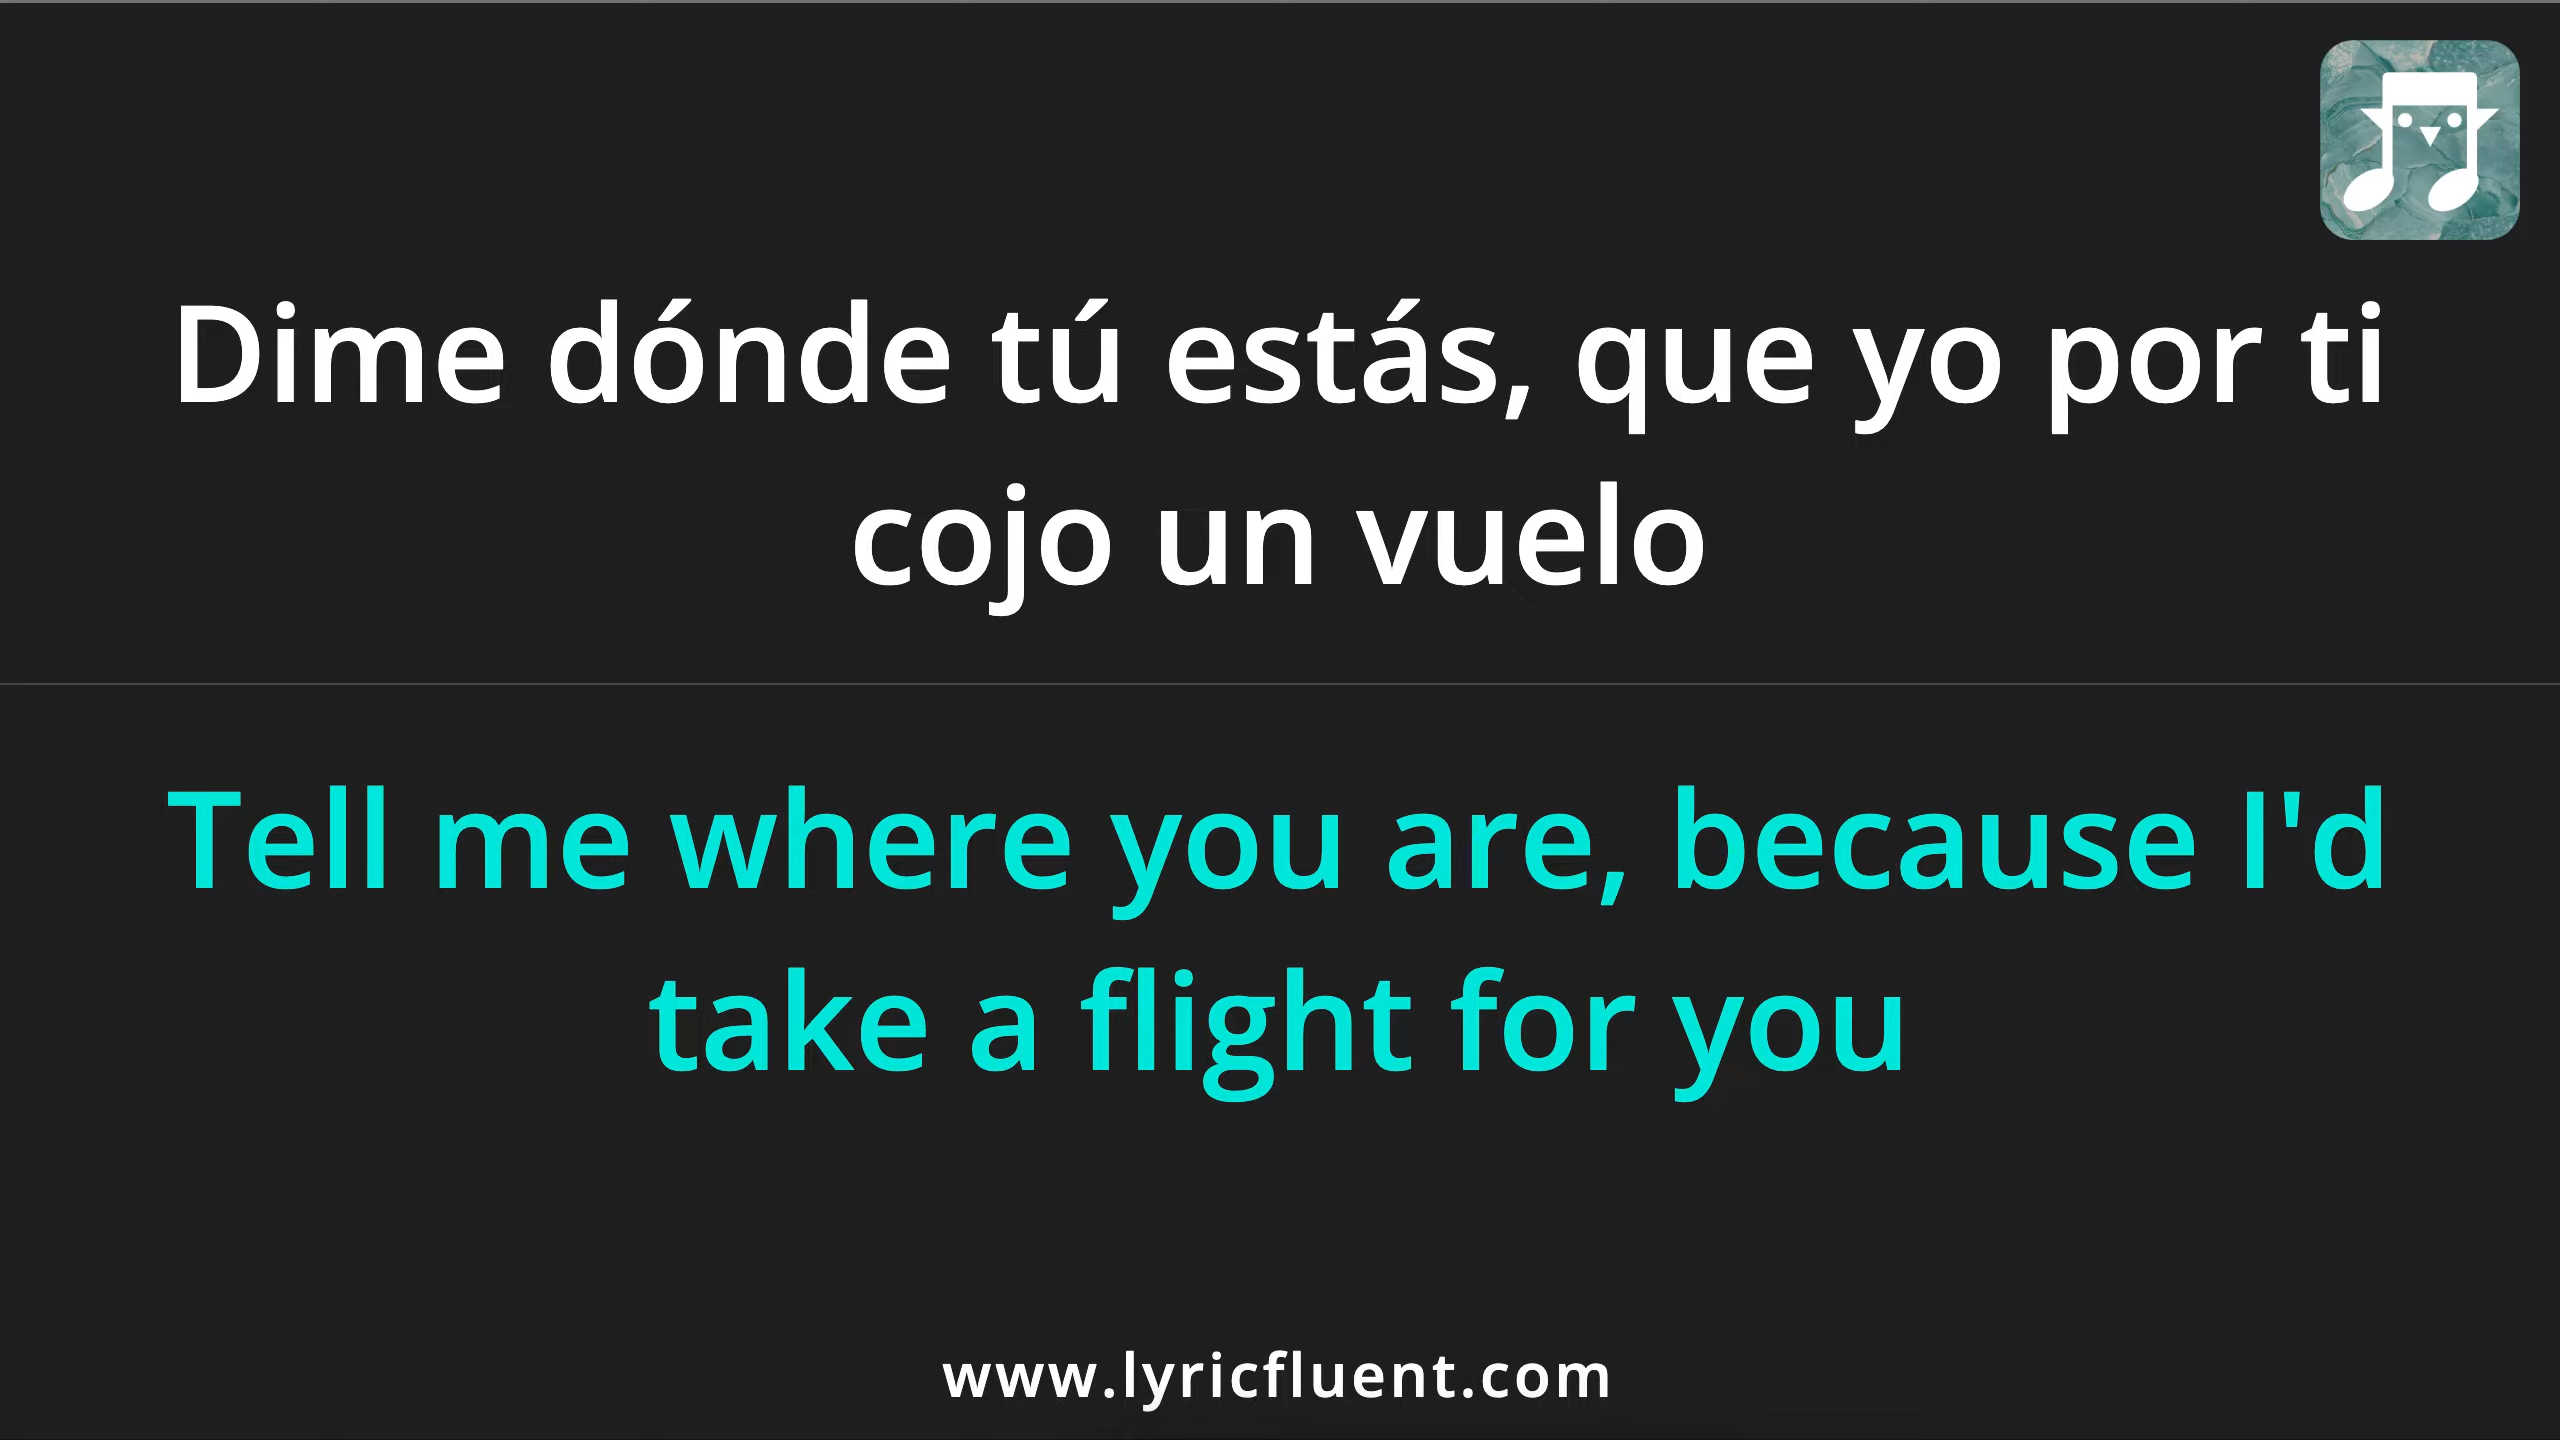 Dime dónde tú estás, que yo por ti
cojo un vuelo
Tell me where you are, because I'd
take a flight for you
www.lyricfluent.com